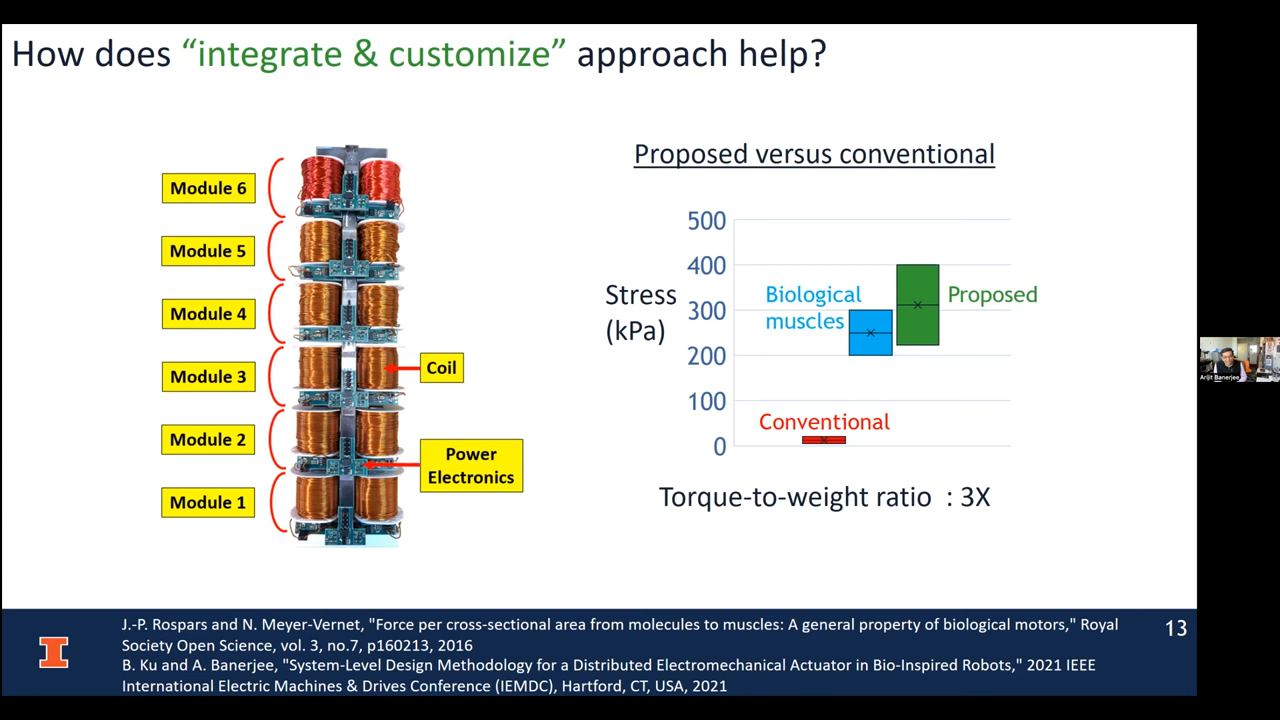 How does “integrate & customize” approach help?
Module 6
Module 5
Module 4
Module 3
Module 2
Module 1
Coil
Power
Electronics
Proposed versus conventional
Stress
(kPa)
500
400
300
200
100
0
Biological
muscles
Proposed
Conventional
Torque-to-weight ratio : 3X
Arijit Banerjee
J.-P. Rospars and N. Meyer-Vernet, "Force per cross-sectional area from molecules to muscles: A general property of biological motors," Royal
Society Open Science, vol. 3, no.7, p160213, 2016
B. Ku and A. Banerjee, "System-Level Design Methodology for a Distributed Electromechanical Actuator in Bio-Inspired Robots," 2021 IEEE
International Electric Machines & Drives Conference (IEMDC), Hartford, CT, USA, 2021
13